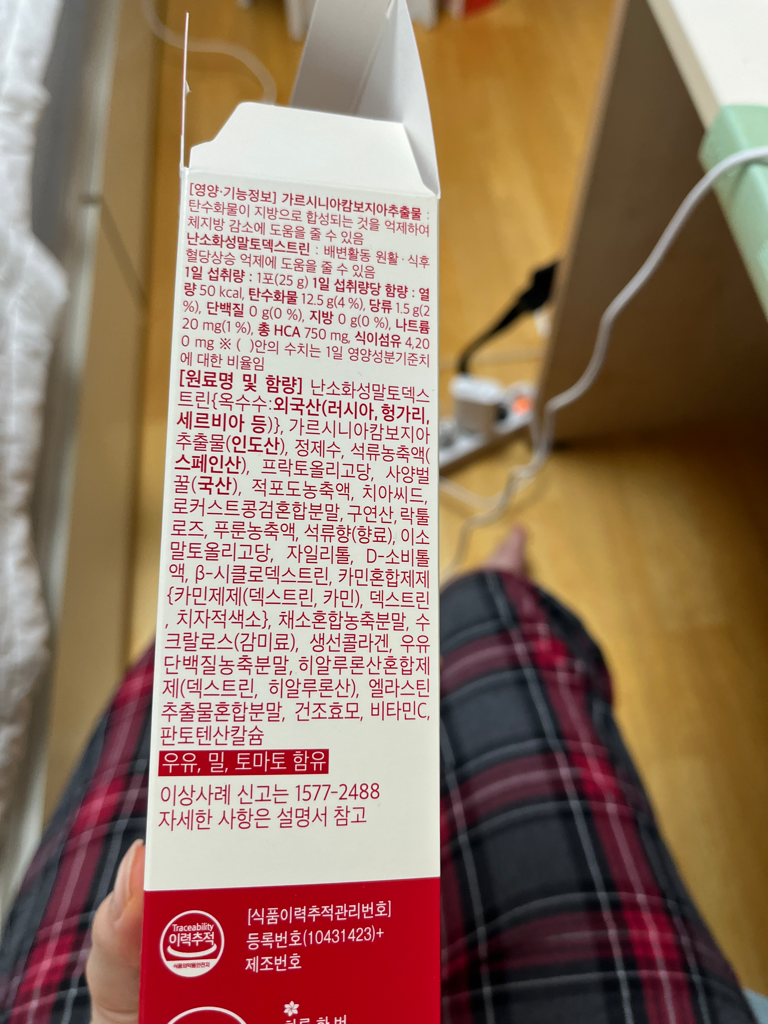 [영양·기능정보] 가르시니아캄보지아추출물 :
탄수화물이 지방으로 합성되는 것을 억제하여
체지방 감소에 도움을 줄 수 있음
난소화성말토덱스트린 : 배변활동 원활 · 식후
혈당상승 억제에 도움을 줄 수 있음
1일 섭취량 : 1포(25 g) 1일 섭취량당 함량 : 열
량 50 kcal, 탄수화물 12.5 g(4 %), 당류 1.5 g(2
%), 단백질 0 g(0 %), 지방 0 g(0 %), 나트륨
20 mg(1 %), 총 HCA 750 mg, 식이섬유 4,20
0 mg ※ ( )안의 수치는 1일 영양성분기준치
에 대한 비율임
[원료명 및 함량] 난소화성말토덱스
트린{옥수수:외국산(러시아, 헝가리,
세르비아 등)}, 가르시니아캄보지아
추출물(인도산), 정제수, 석류농축액(
스페인산), 프락토올리고당, 사양벌
꿀(국산), 적포도농축액, 치아씨드,
로커스트콩검혼합분말, 구연산, 락툴
로즈, 푸룬농축액, 석류향(향료), 이소
말토올리고당, 자일리톨, D-소비톨
액, β-시클로덱스트린, 카민혼합제제
{카민제제(덱스트린, 카민), 덱스트린
, 치자적색소}, 채소혼합농축분말, 수
크랄로스(감미료), 생선콜라겐, 우유
단백질농축분말, 히알루론산혼합제
제(덱스트린, 히알루론산), 엘라스틴
추출물혼합분말, 건조효모, 비타민C,
판토텐산칼슘
우유, 밀, 토마토 함유
이상사례 신고는 1577-2488
자세한 사항은 설명서 참고
Traceability
이력추적
식품의약품안전처
[식품이력추적관리번호]
등록번호(10431423)+
제조번호
하루 한 번